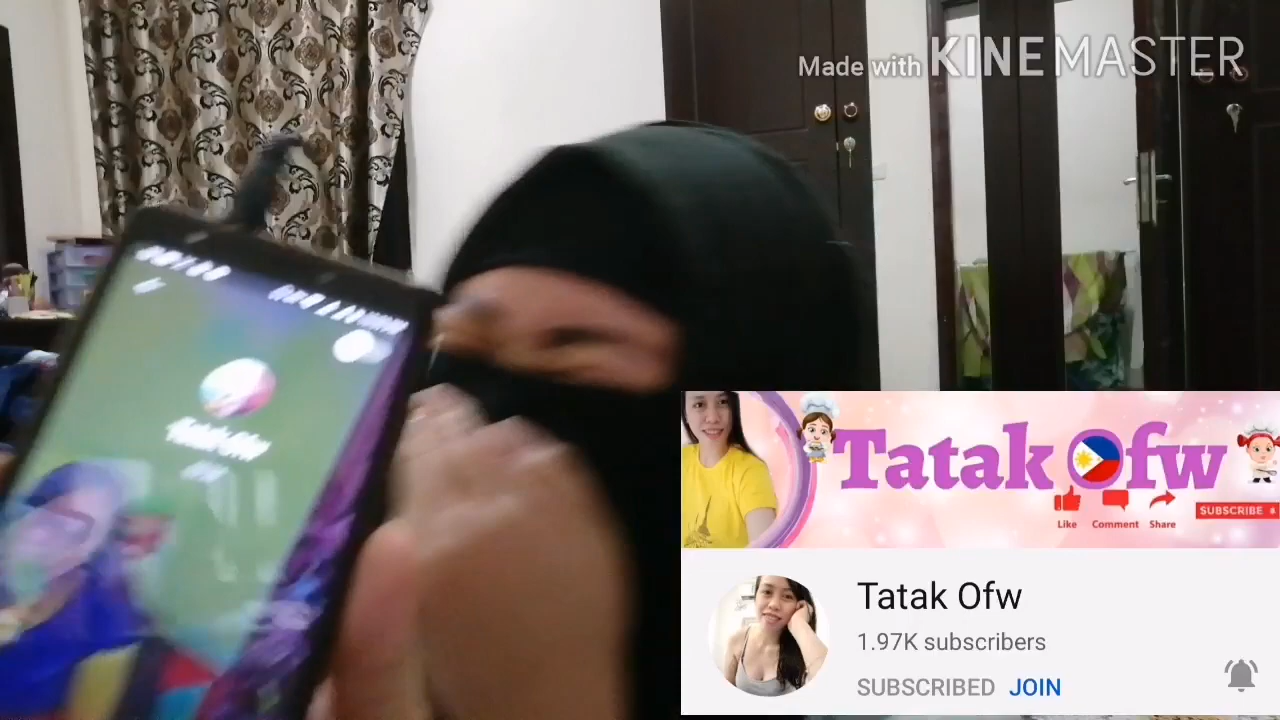 Made with KINEMASTER
Tatak Ofw
Like Comment Share
SUBSCRIBE
Tatak Ofw
1.97K subscribers
SUBSCRIBED JOIN